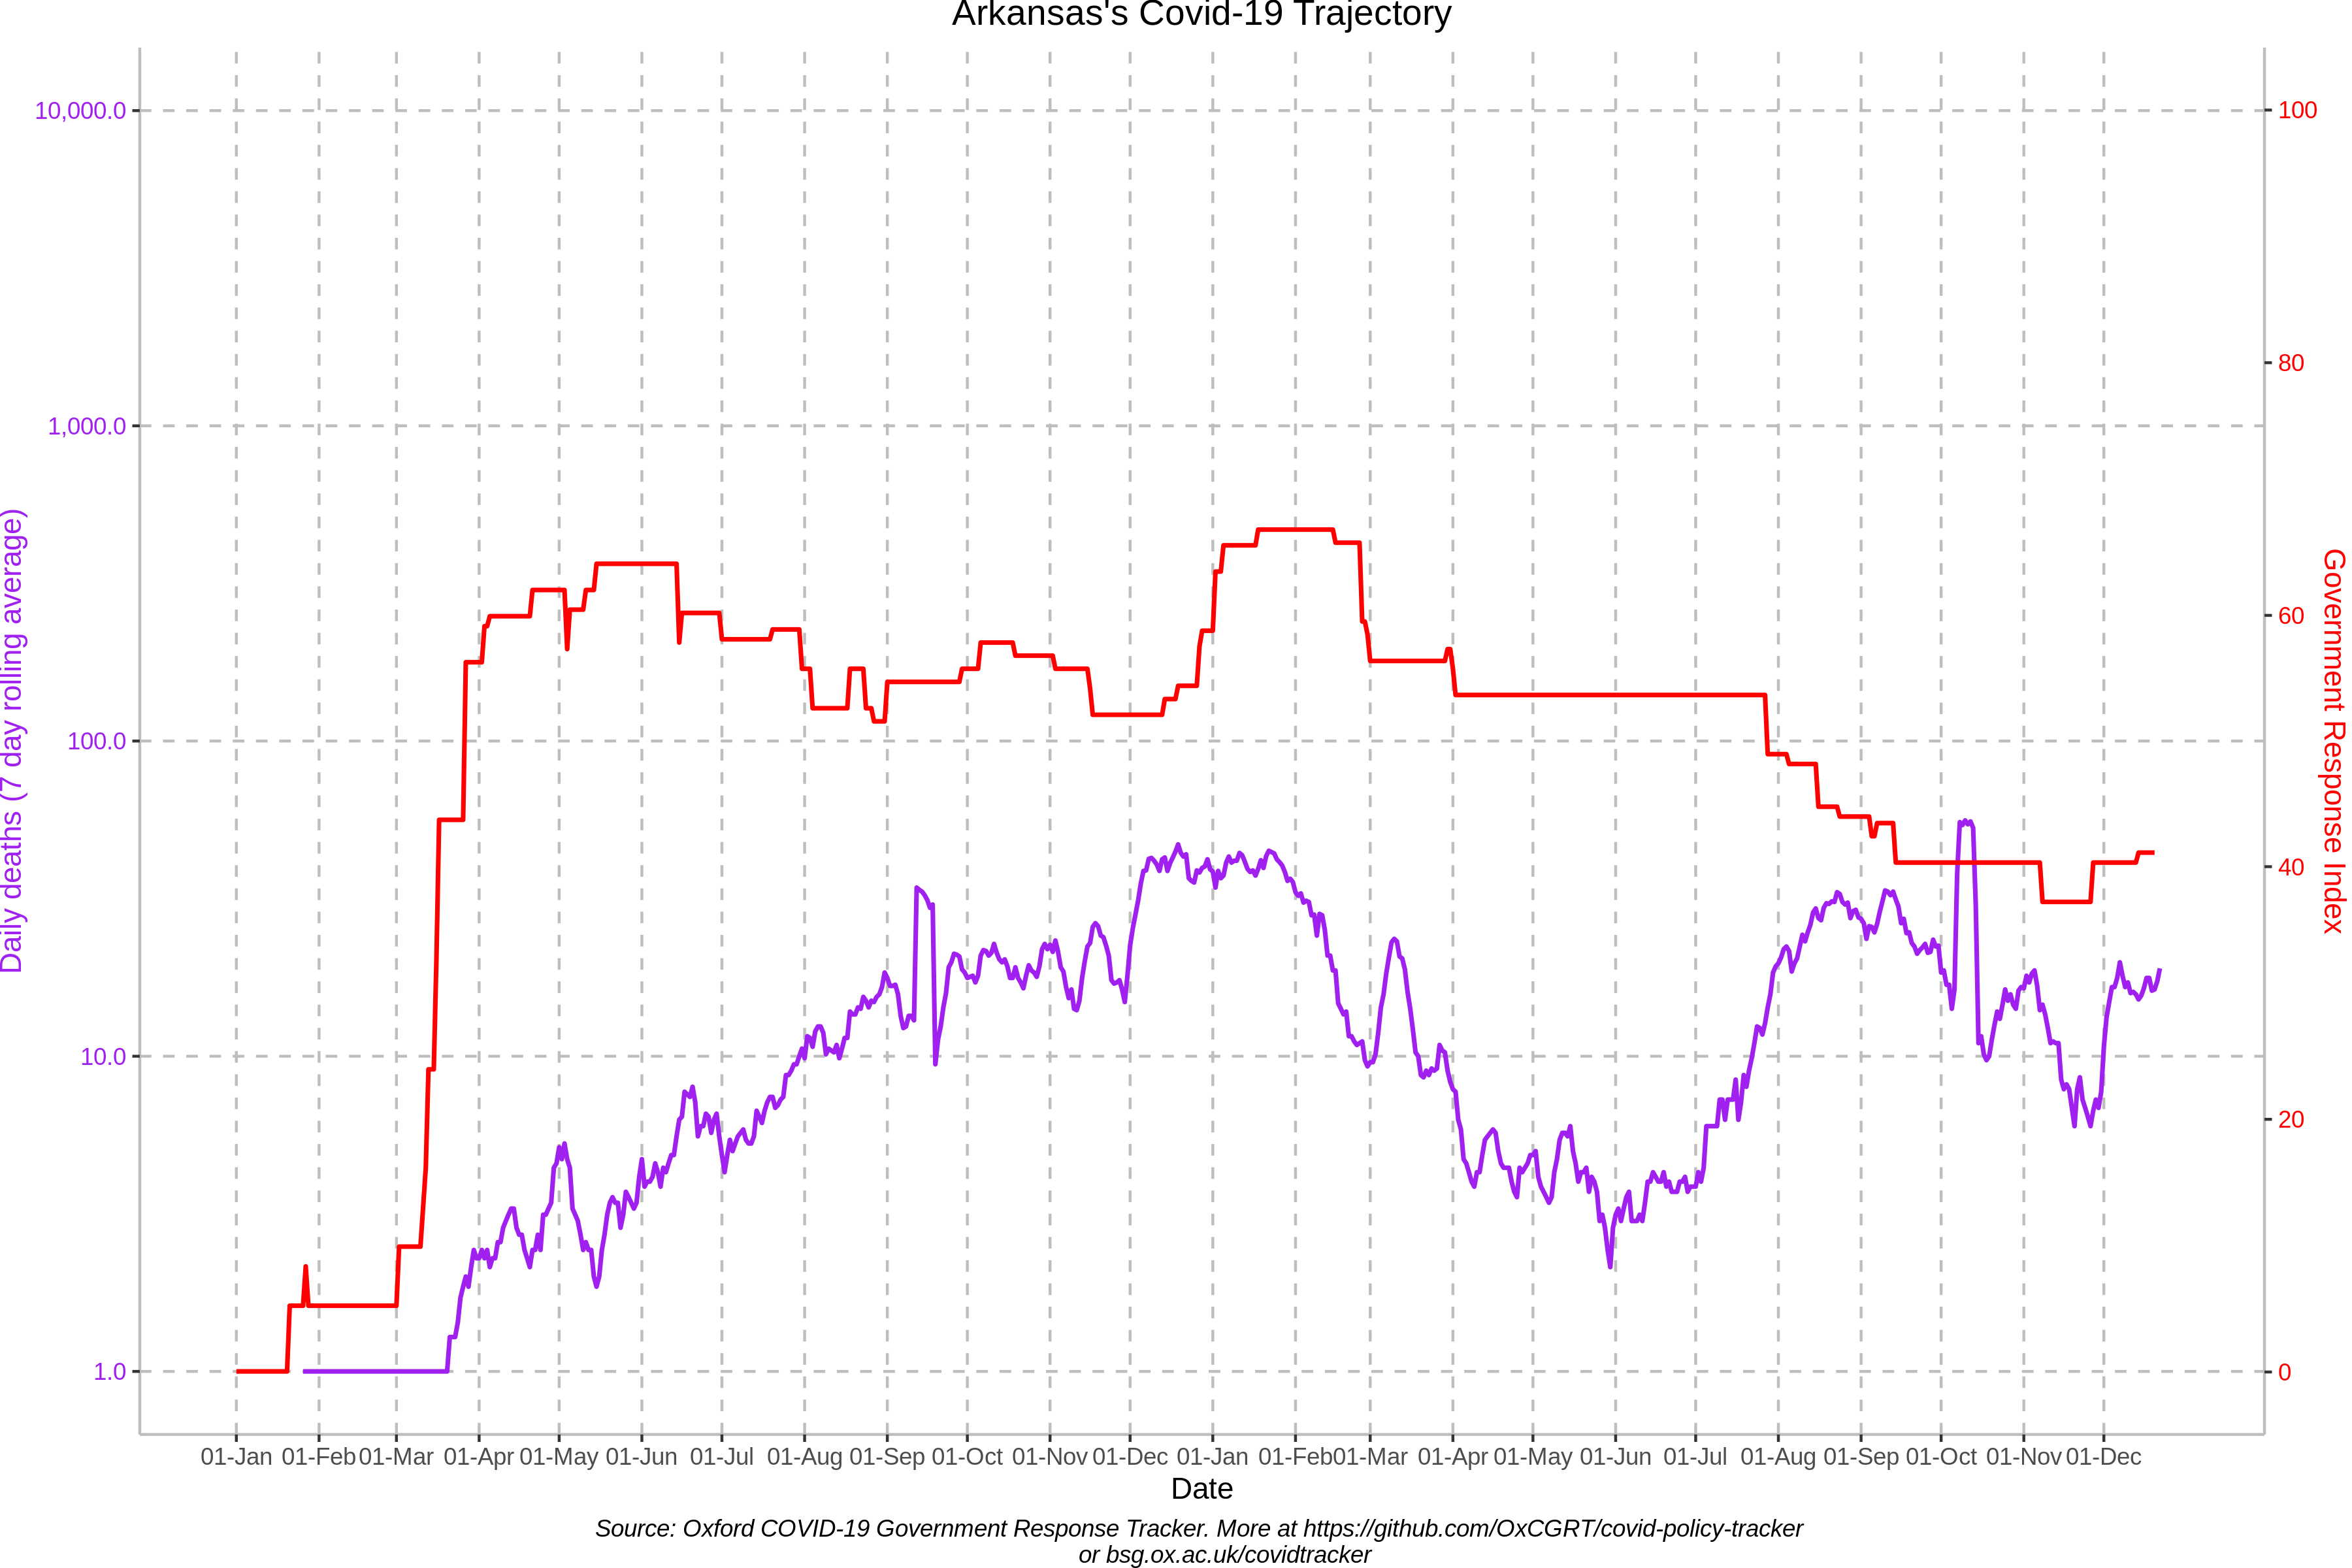 Arkansas's Covid-19 Trajectory
10,000.0
1,000.0
100.0
10.0
1.0
Daily deaths (7 day rolling average)
100
80
60
40
20
0
Government Response Index
01-Jan 01-Feb 01-Mar 01-Apr 01-May 01-Jun 01-Jul 01-Aug 01-Sep 01-Oct 01-Nov 01-Dec 01-Jan 01-Feb 01-Mar 01-Apr 01-May 01-Jun 01-Jul 01-Aug 01-Sep 01-Oct 01-Nov 01-Dec
Date
Source: Oxford COVID-19 Government Response Tracker. More at https://github.com/OxCGRT/covid-policy-tracker
or bsg.ox.ac.uk/covidtracker